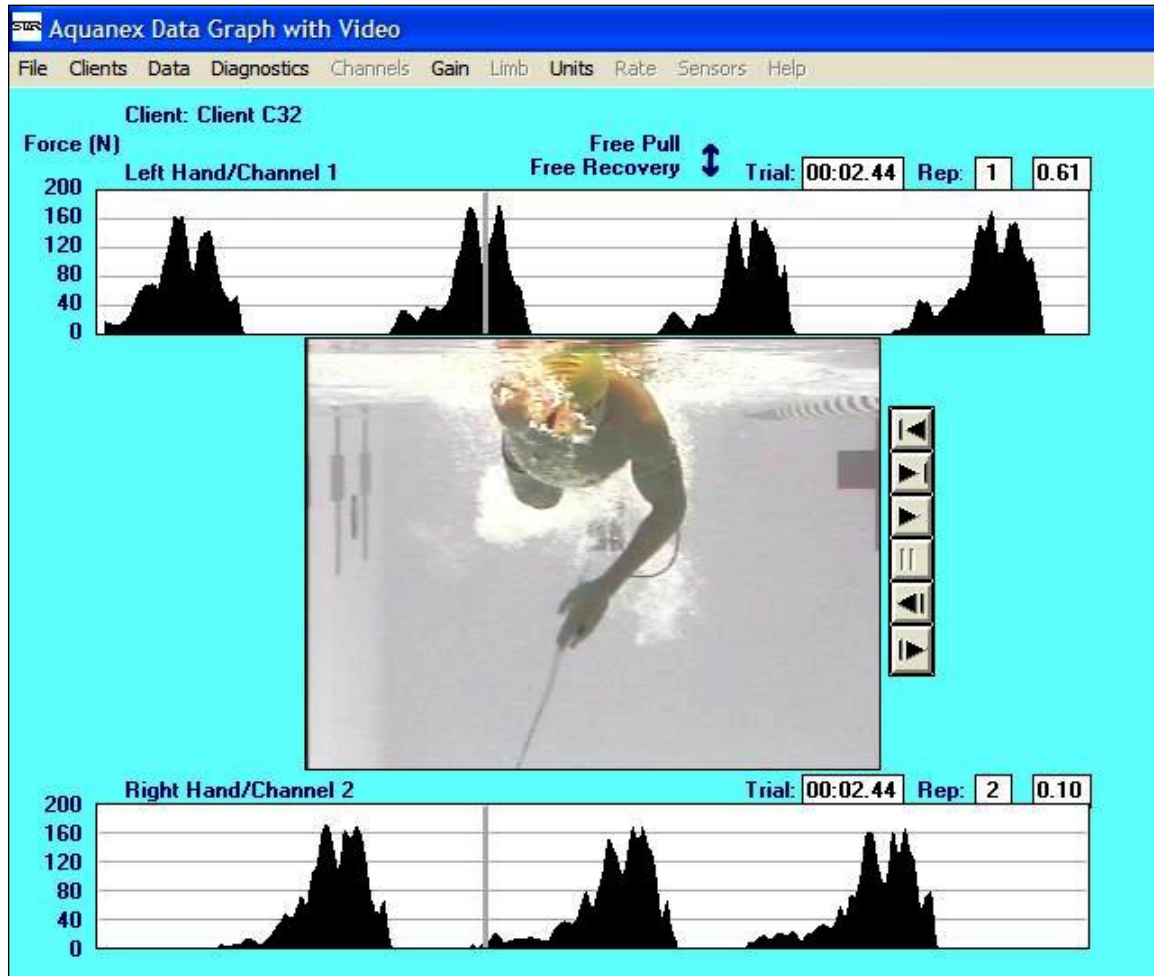 STAR Aquanex Data Graph with Video
File Clients Data Diagnostics Channels Gain Limb Units Rate Sensors Help
Client: Client C32
Force (N)
Free Pull
Free Recovery
Left Hand/Channel 1
Trial: 00:02.44 Rep: 1 0.61
200
160
120
80
40
0
Right Hand/Channel 2
Trial: 00:02.44 Rep: 2 0.10
200
160
120
80
40
0